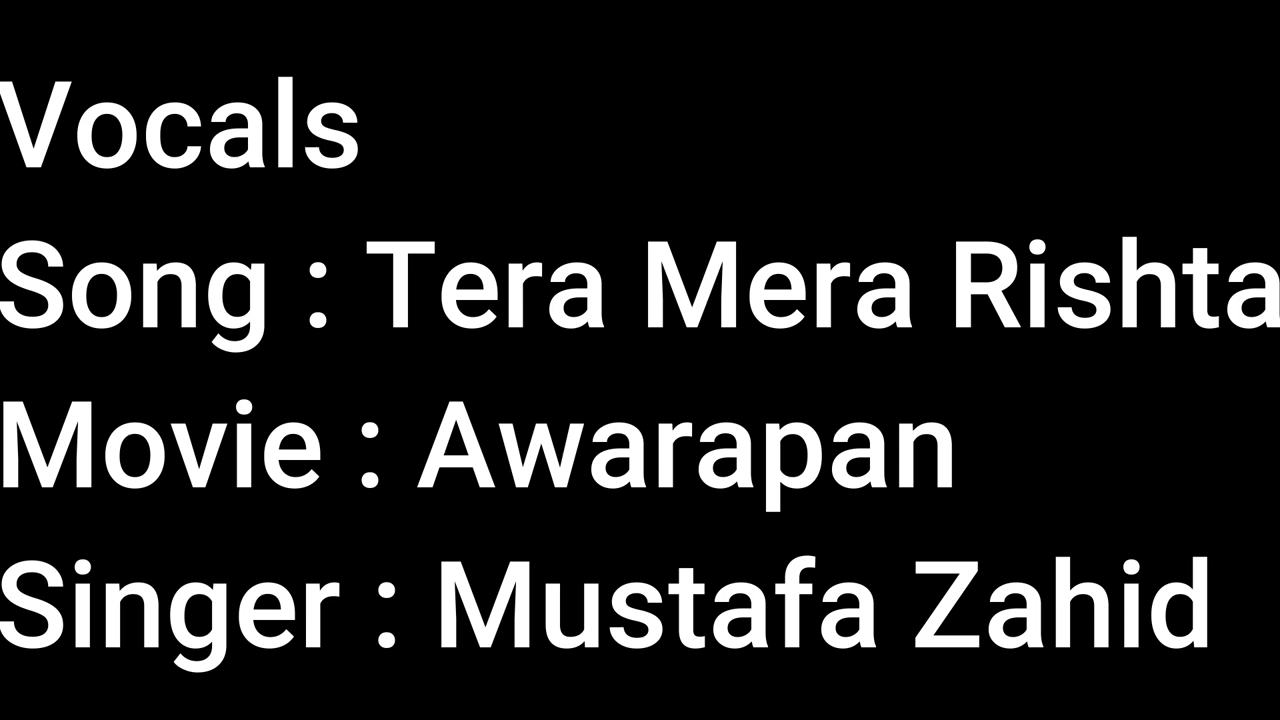 Vocals
Song : Tera Mera Rishta
Movie : Awarapan
Singer : Mustafa Zahid